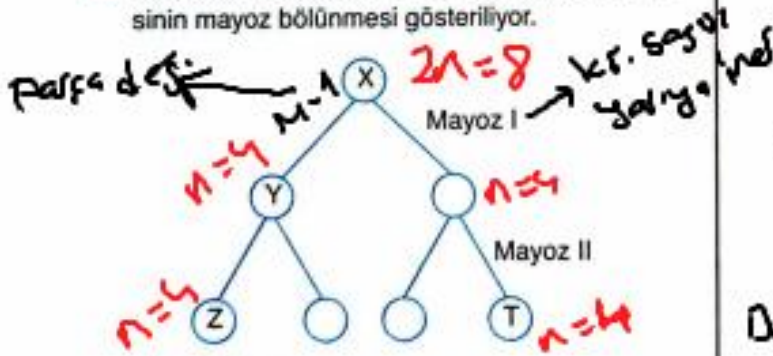 sinin mayoz bölünmesi gösteriliyor.
parça değ.
X
2n=8
M-1
Mayoz I
kr. sayısı
yarıya iner
n=4
Y
n=4
Mayoz II
n=4
Z
T
n=4